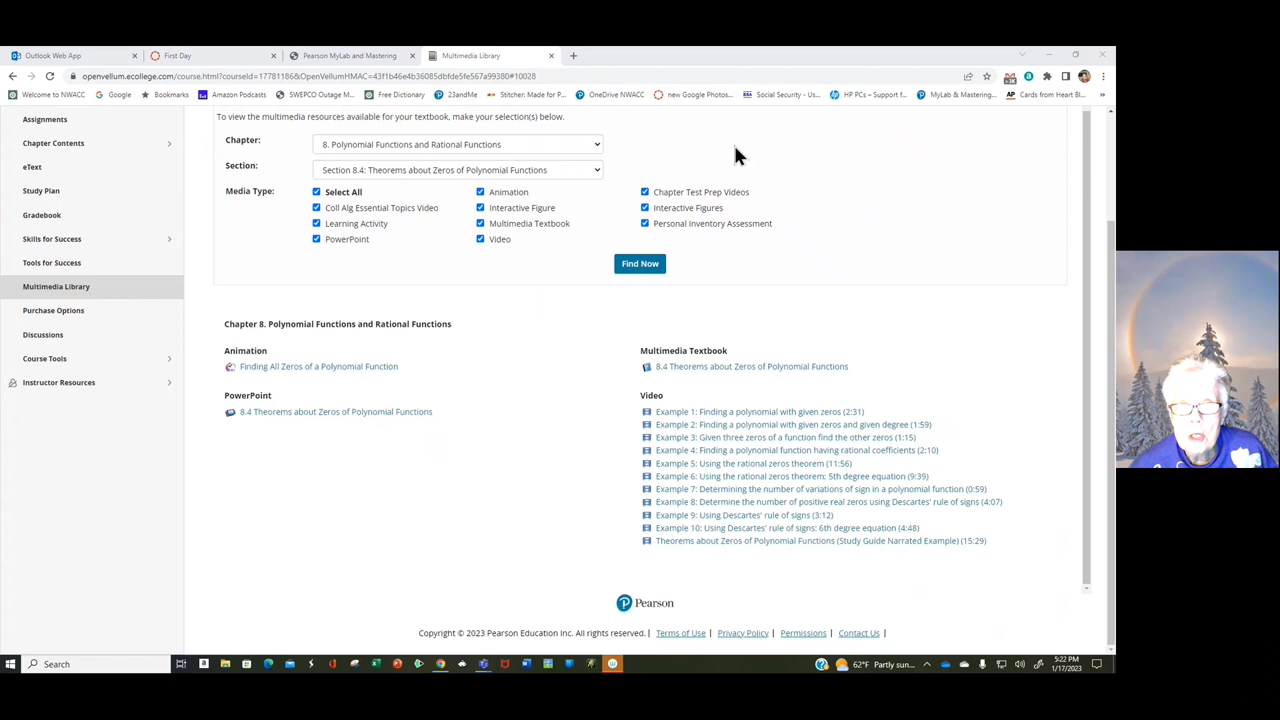 Outlook Web App
First Day
Pearson MyLab and Mastering
Multimedia Library
openvellum.ecollege.com/course.html?courseId=17781186&OpenVellumHMAC=43f1b46e4b36085dbfde5fe567a99380#10028
Welcome to NWACC
Google
Bookmarks
Amazon Podcasts
SWEPCO Outage M...
Free Dictionary
23andMe
Stitcher: Made for P...
OneDrive NWACC
new Google Photos...
Social Security - Us...
HP PCs – Support f...
MyLab & Mastering...
AP Cards from Heart Bl...
Assignments
Chapter Contents
eText
Study Plan
Gradebook
Skills for Success
Tools for Success
Multimedia Library
Purchase Options
Discussions
Course Tools
Instructor Resources
To view the multimedia resources available for your textbook, make your selection(s) below.
Chapter: 8. Polynomial Functions and Rational Functions
Section: Section 8.4: Theorems about Zeros of Polynomial Functions
Media Type: Select All Animation Chapter Test Prep Videos
Coll Alg Essential Topics Video Interactive Figure Interactive Figures
Learning Activity Multimedia Textbook Personal Inventory Assessment
PowerPoint Video
Find Now
Chapter 8. Polynomial Functions and Rational Functions
Animation
Finding All Zeros of a Polynomial Function
PowerPoint
8.4 Theorems about Zeros of Polynomial Functions
Multimedia Textbook
8.4 Theorems about Zeros of Polynomial Functions
Video
Example 1: Finding a polynomial with given zeros (2:31)
Example 2: Finding a polynomial with given zeros and given degree (1:59)
Example 3: Given three zeros of a function find the other zeros (1:15)
Example 4: Finding a polynomial function having rational coefficients (2:10)
Example 5: Using the rational zeros theorem (11:56)
Example 6: Using the rational zeros theorem; 5th degree equation (9:39)
Example 7: Determining the number of variations of sign in a polynomial function (0:59)
Example 8: Determine the number of positive real zeros using Descartes' rule of signs (4:07)
Example 9: Using Descartes' rule of signs (3:12)
Example 10: Using Descartes' rule of signs: 6th degree equation (4:48)
Theorems about Zeros of Polynomial Functions (Study Guide Narrated Example) (15:29)
Pearson
Copyright © 2023 Pearson Education Inc. All rights reserved. | Terms of Use | Privacy Policy | Permissions | Contact Us |
Search
62°F Partly sun...
5:22 PM
1/17/2023